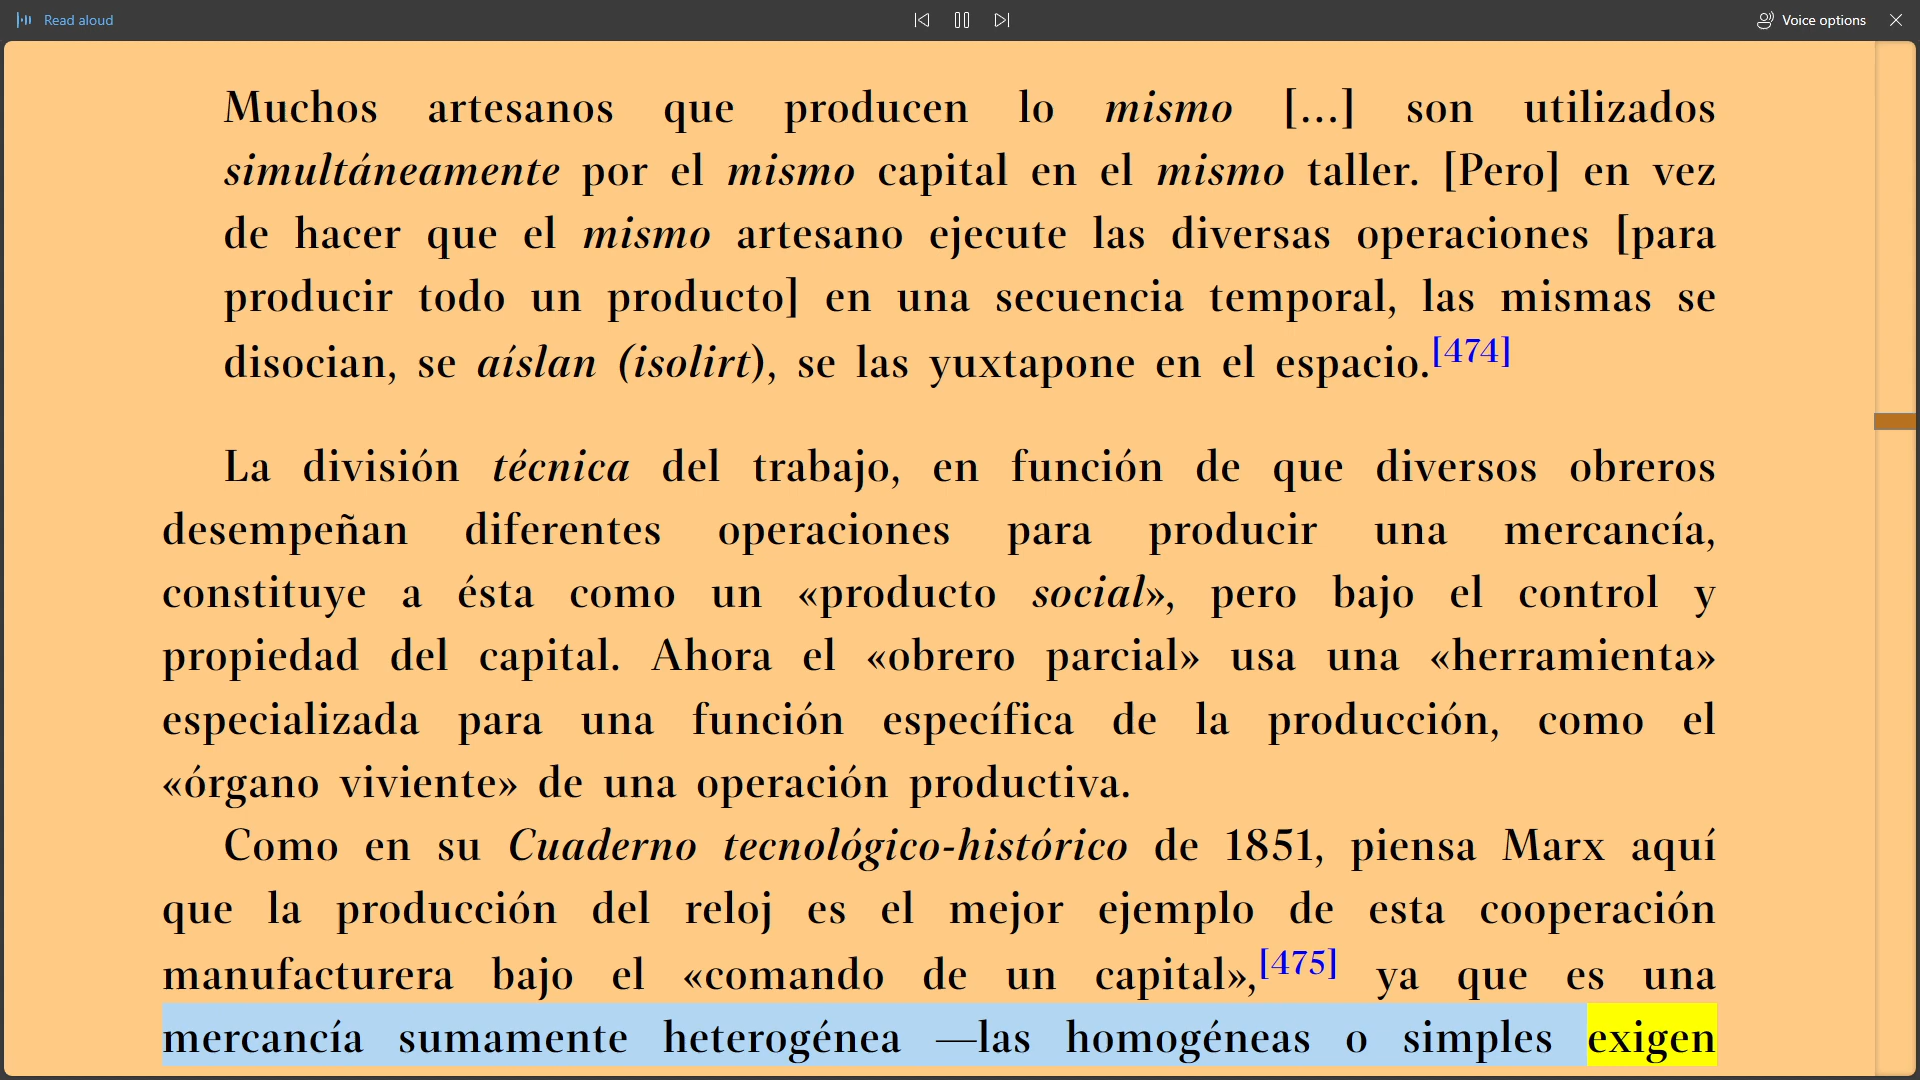 Read aloud
Voice options
Muchos artesanos que producen lo mismo [...] son utilizados
simultáneamente por el mismo capital en el mismo taller. [Pero] en vez
de hacer que el mismo artesano ejecute las diversas operaciones [para
producir todo un producto] en una secuencia temporal, las mismas se
disocian, se aíslan (isolirt), se las yuxtapone en el espacio.[474]
La división técnica del trabajo, en función de que diversos obreros
desempeñan diferentes operaciones para producir una mercancía,
constituye a ésta como un «producto social», pero bajo el control y
propiedad del capital. Ahora el «obrero parcial» usa una «herramienta»
especializada para una función específica de la producción, como el
«órgano viviente» de una operación productiva.
Como en su Cuaderno tecnológico-histórico de 1851, piensa Marx aquí
que la producción del reloj es el mejor ejemplo de esta cooperación
manufacturera bajo el «comando de un capital»,[475] ya que es una
mercancía sumamente heterogénea —las homogéneas o simples exigen